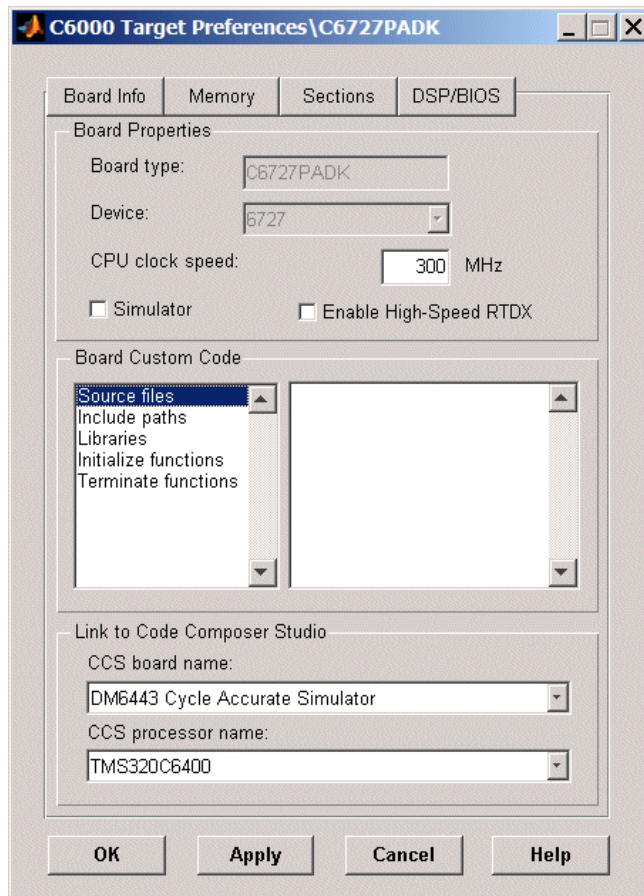 C6000 Target Preferences\C6727PADK
Board Info Memory Sections DSP/BIOS
Board Properties
Board type: C6727PADK
Device: 6727
CPU clock speed: 300 MHz
Simulator Enable High-Speed RTDX
Board Custom Code
Source files
Include paths
Libraries
Initialize functions
Terminate functions
Link to Code Composer Studio
CCS board name:
DM6443 Cycle Accurate Simulator
CCS processor name:
TMS320C6400
OK Apply Cancel Help